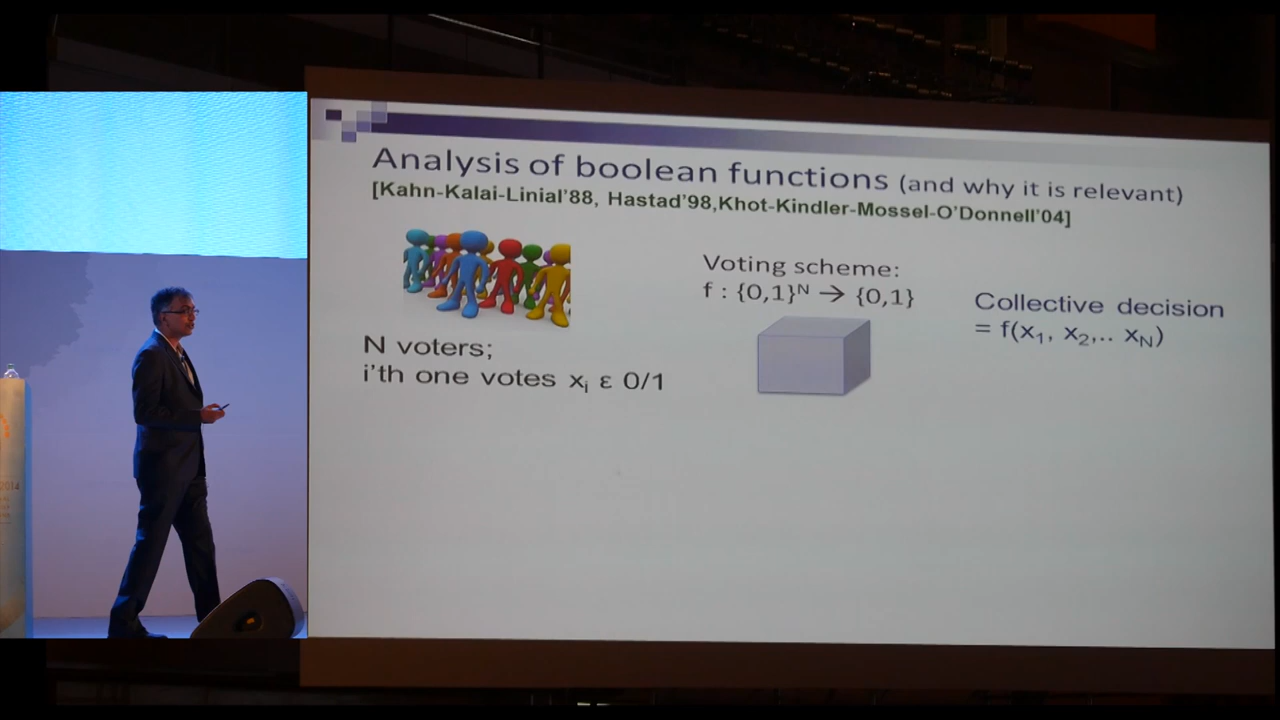 Analysis of boolean functions (and why it is relevant)
[Kahn-Kalai-Linial'88, Hastad'98,Khot-Kindler-Mossel-O'Donnell'04]
Voting scheme:
f : {0,1}ᴺ → {0,1}
Collective decision
= f(x₁, x₂,.. x_N)
N voters;
i'th one votes xᵢ ε 0/1